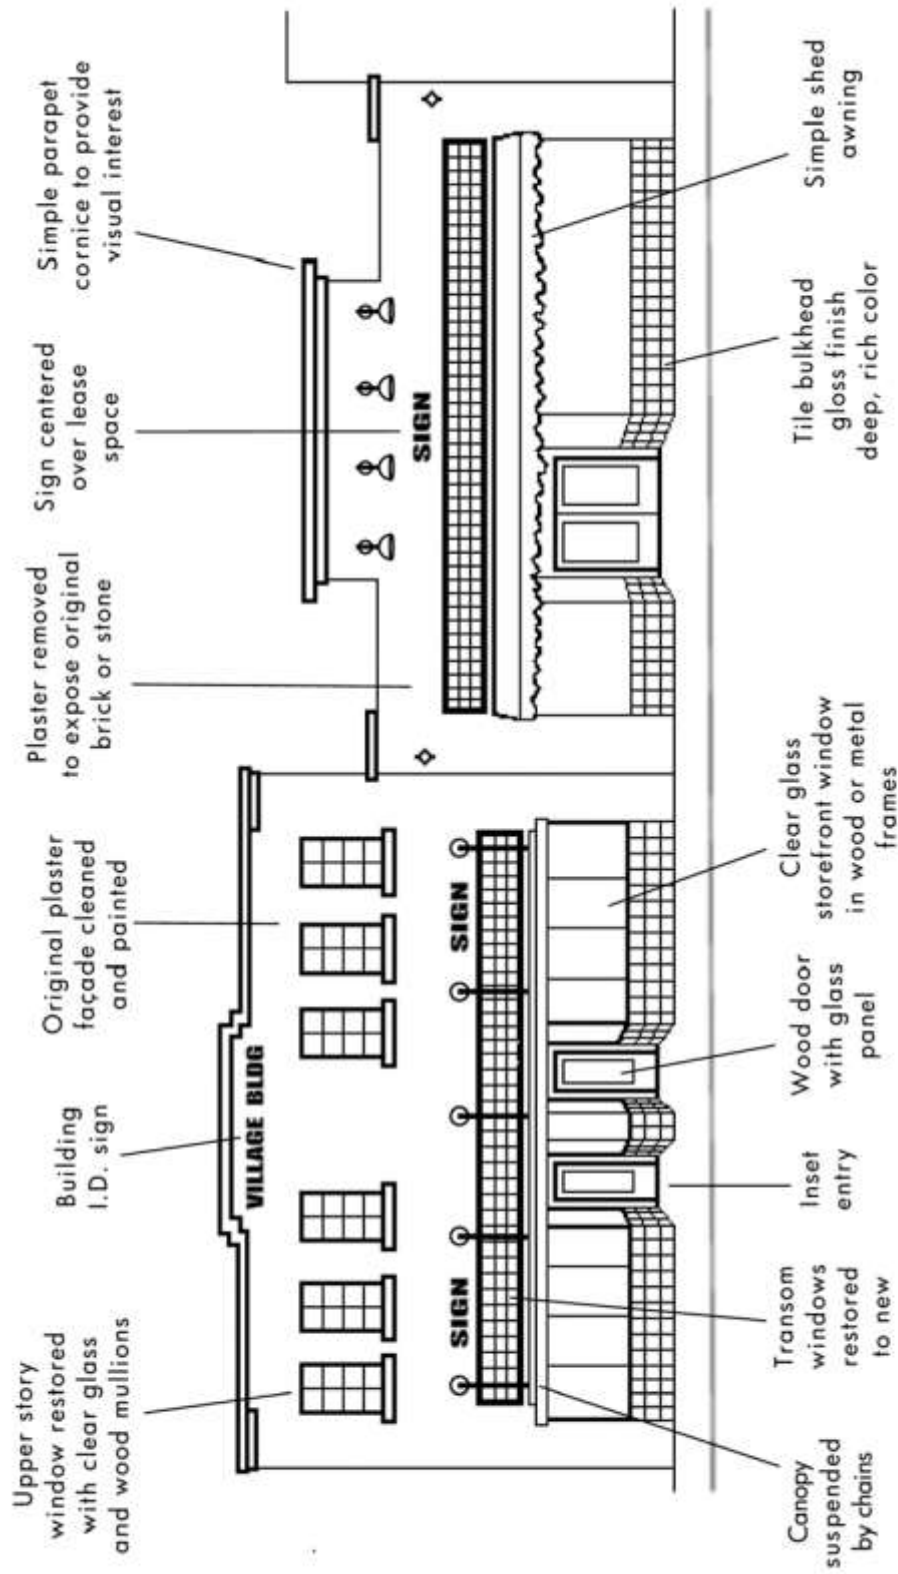 Upper story
window restored
with clear glass
and wood mullions
Building
I.D. sign
Original plaster
façade cleaned
and painted
Plaster removed
to expose original
brick or stone
Sign centered
over lease
space
Simple parapet
cornice to provide
visual interest
VILLAGE BLDG
SIGN
SIGN
SIGN
Canopy
suspended
by chains
Transom
windows
restored
to new
Inset
entry
Wood door
with glass
panel
Clear glass
storefront window
in wood or metal
frames
Tile bulkhead
gloss finish
deep, rich color
Simple shed
awning